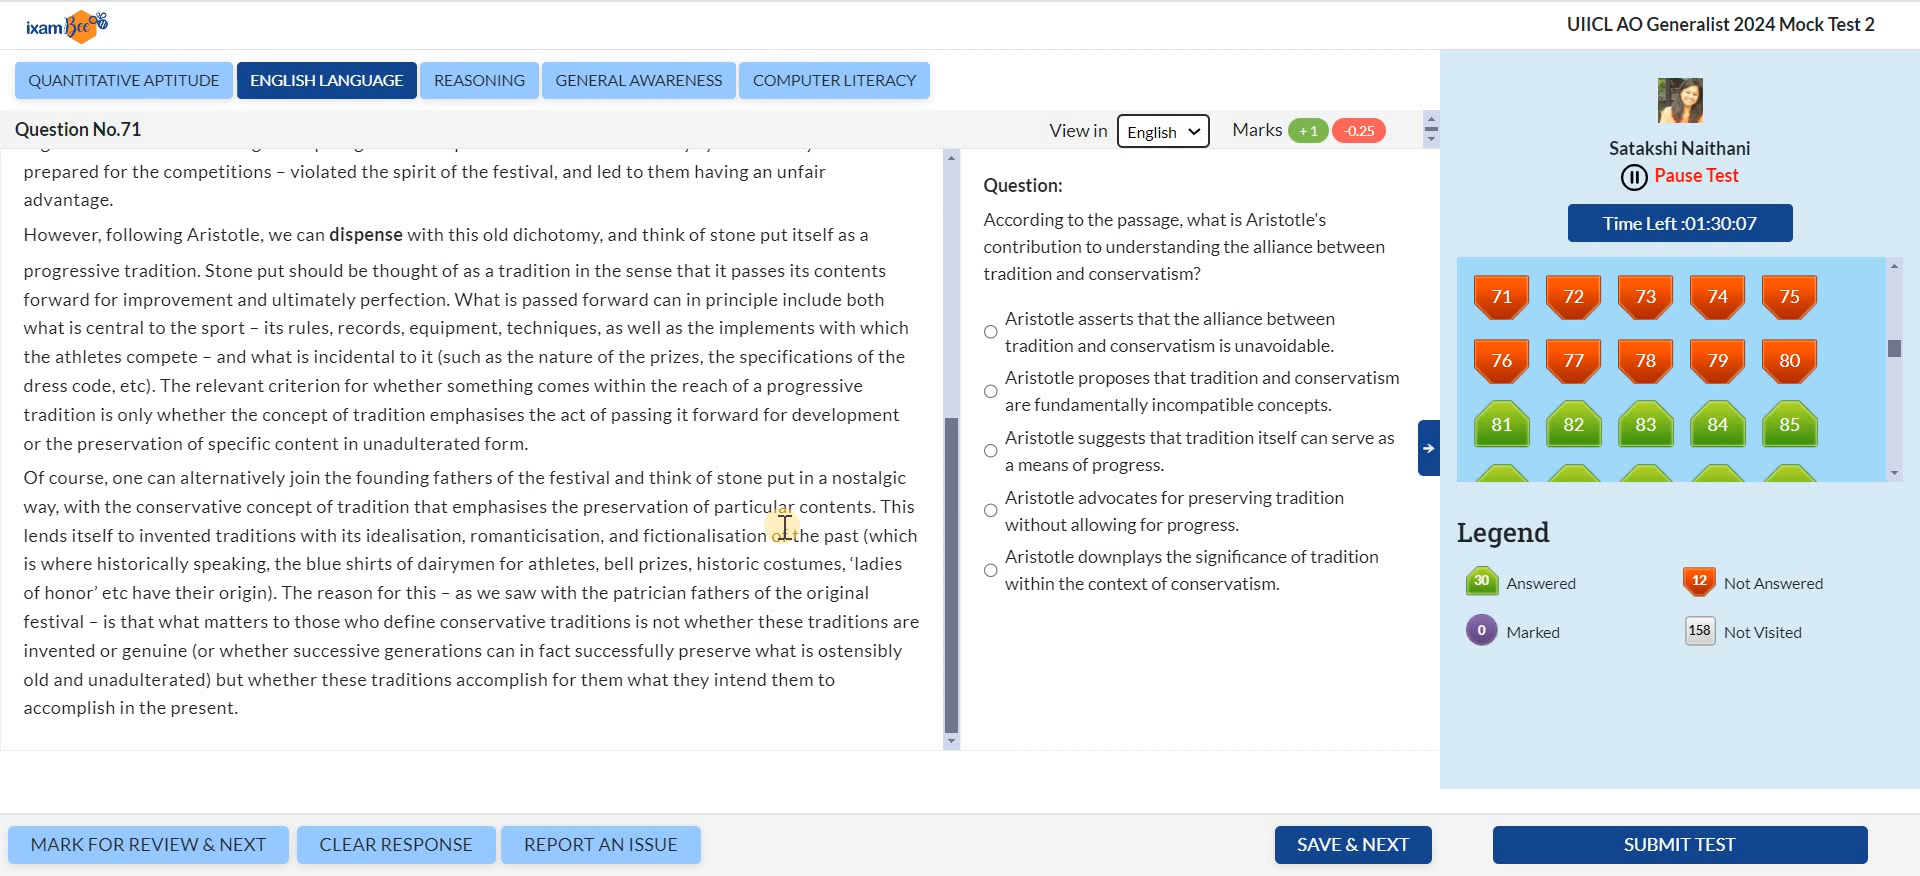 ixamBee
UIICL AO Generalist 2024 Mock Test 2
QUANTITATIVE APTITUDE
ENGLISH LANGUAGE
REASONING
GENERAL AWARENESS
COMPUTER LITERACY
Question No.71
View in
English
Marks
+1
-0.25
prepared for the competitions – violated the spirit of the festival, and led to them having an unfair
advantage.
However, following Aristotle, we can dispense with this old dichotomy, and think of stone put itself as a
progressive tradition. Stone put should be thought of as a tradition in the sense that it passes its contents
forward for improvement and ultimately perfection. What is passed forward can in principle include both
what is central to the sport – its rules, records, equipment, techniques, as well as the implements with which
the athletes compete – and what is incidental to it (such as the nature of the prizes, the specifications of the
dress code, etc). The relevant criterion for whether something comes within the reach of a progressive
tradition is only whether the concept of tradition emphasises the act of passing it forward for development
or the preservation of specific content in unadulterated form.
Of course, one can alternatively join the founding fathers of the festival and think of stone put in a nostalgic
way, with the conservative concept of tradition that emphasises the preservation of particular contents. This
lends itself to invented traditions with its idealisation, romanticisation, and fictionalisation of the past (which
is where historically speaking, the blue shirts of dairymen for athletes, bell prizes, historic costumes, ‘ladies
of honor’ etc have their origin). The reason for this – as we saw with the patrician fathers of the original
festival – is that what matters to those who define conservative traditions is not whether these traditions are
invented or genuine (or whether successive generations can in fact successfully preserve what is ostensibly
old and unadulterated) but whether these traditions accomplish for them what they intend them to
accomplish in the present.
Question:
According to the passage, what is Aristotle's
contribution to understanding the alliance between
tradition and conservatism?
Aristotle asserts that the alliance between
tradition and conservatism is unavoidable.
Aristotle proposes that tradition and conservatism
are fundamentally incompatible concepts.
Aristotle suggests that tradition itself can serve as
a means of progress.
Aristotle advocates for preserving tradition
without allowing for progress.
Aristotle downplays the significance of tradition
within the context of conservatism.
Satakshi Naithani
Pause Test
Time Left :01:30:07
71 72 73 74 75
76 77 78 79 80
81 82 83 84 85
Legend
30 Answered
12 Not Answered
0 Marked
158 Not Visited
MARK FOR REVIEW & NEXT
CLEAR RESPONSE
REPORT AN ISSUE
SAVE & NEXT
SUBMIT TEST